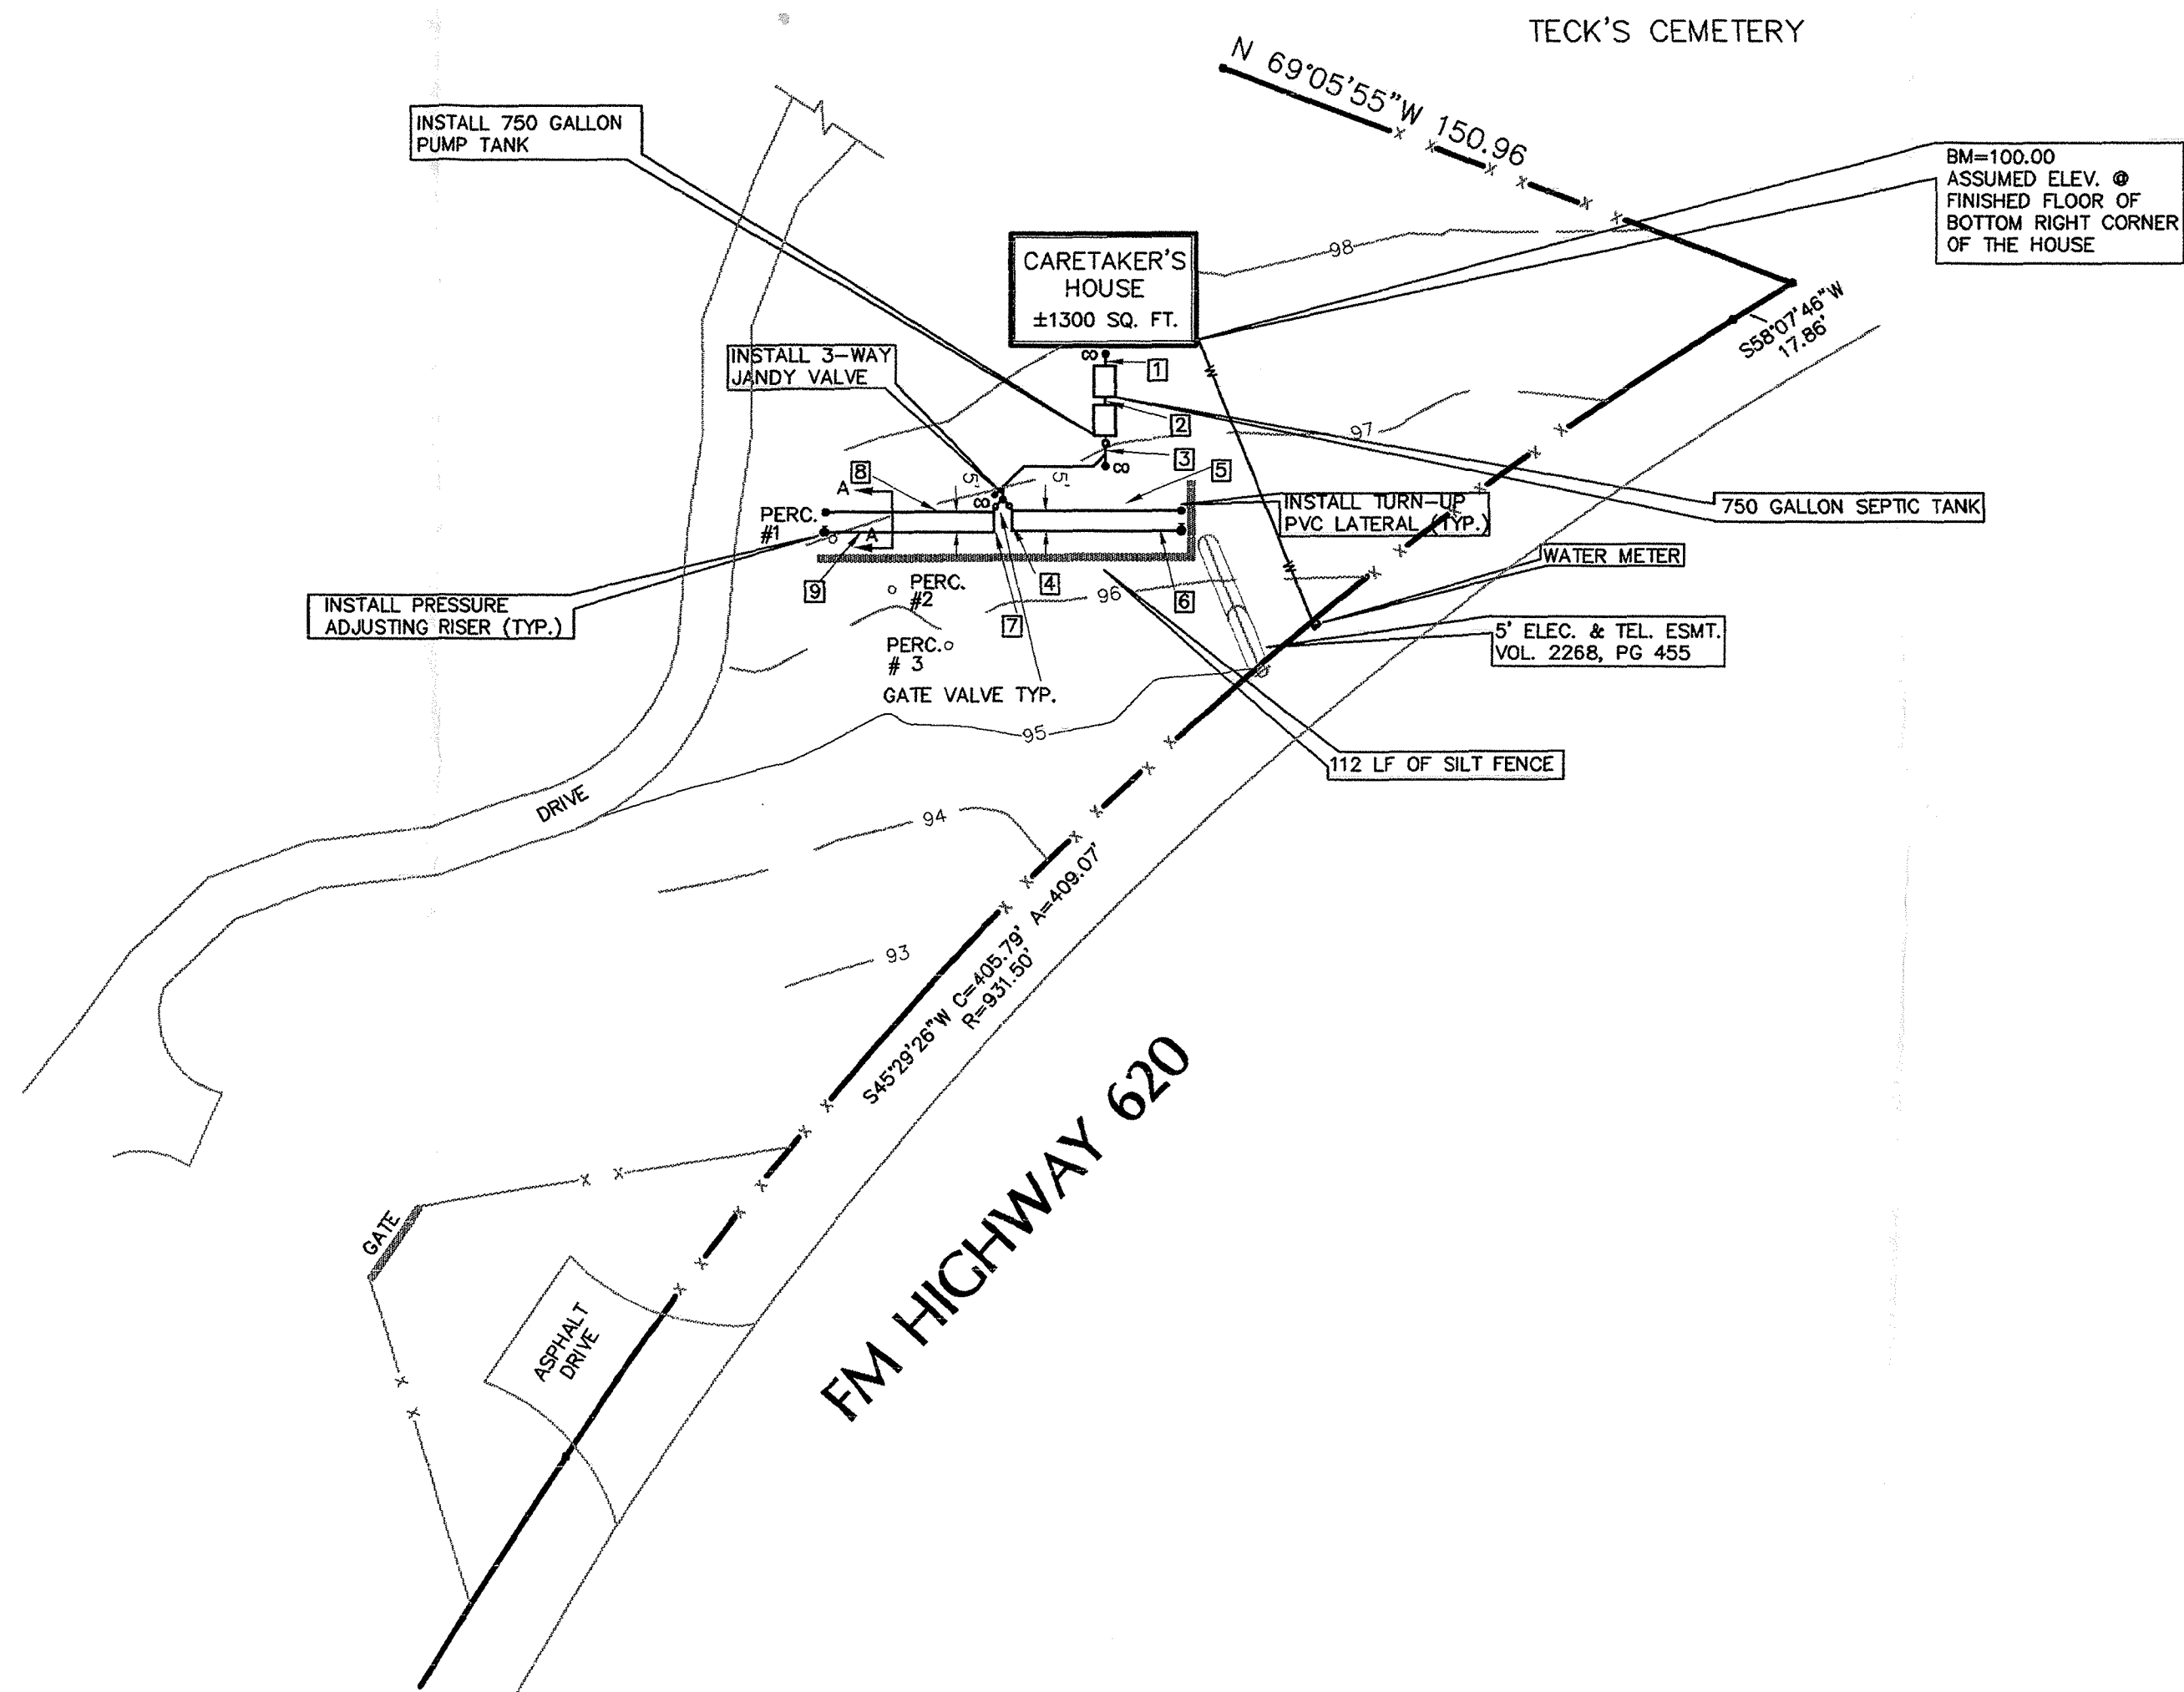 TECK'S CEMETERY
N 69°05'55"W 150.96
INSTALL 750 GALLON
PUMP TANK
BM=100.00
ASSUMED ELEV. @
FINISHED FLOOR OF
BOTTOM RIGHT CORNER
OF THE HOUSE
CARETAKER'S
HOUSE
±1300 SQ. FT.
98
S58°07'46"W
17.86'
INSTALL 3-WAY
JANDY VALVE
1
2
97
3
8
5'
5'
5
A
INSTALL TURN-UP
PVC LATERAL (TYP.)
750 GALLON SEPTIC TANK
PERC.
#1
A
WATER METER
9
PERC.
#2
4
96
6
INSTALL PRESSURE
ADJUSTING RISER (TYP.)
7
5' ELEC. & TEL. ESMT.
VOL. 2268, PG 455
PERC.
# 3
GATE VALVE TYP.
95
112 LF OF SILT FENCE
DRIVE
94
93
S45°29'26"W C=405.79' A=409.07'
R=931.50'
FM HIGHWAY 620
GATE
ASPHALT
DRIVE